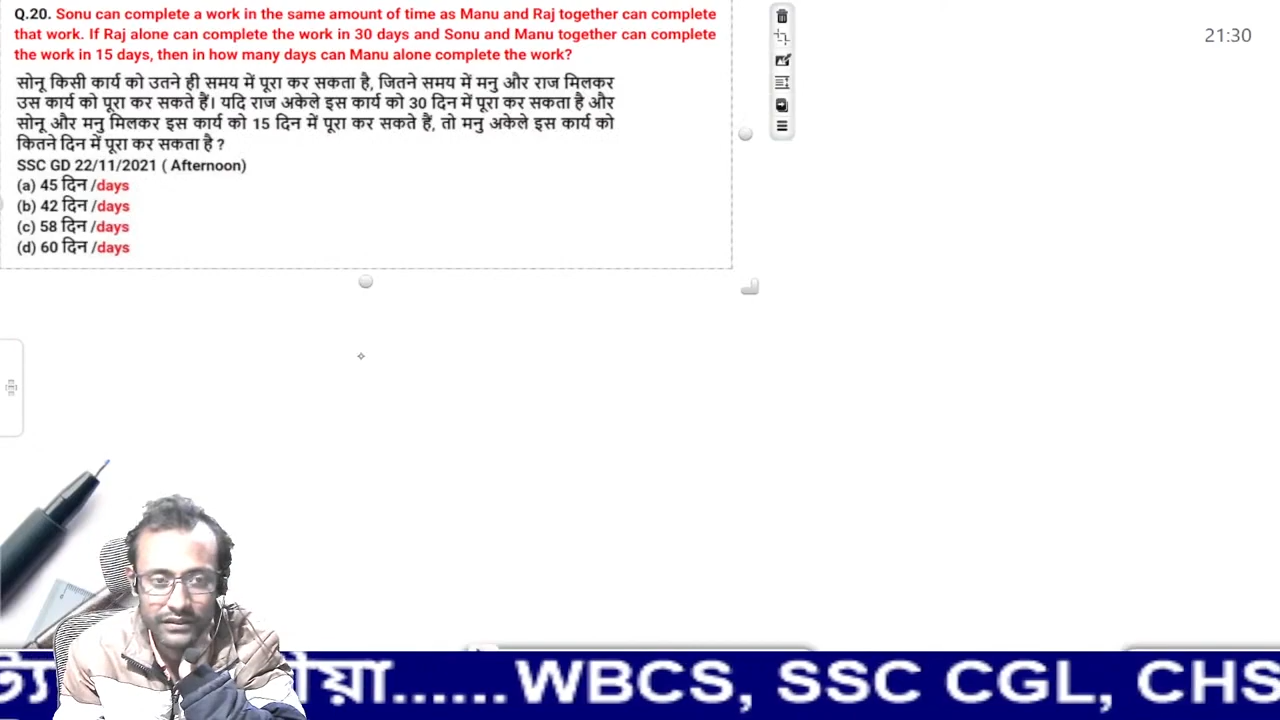 Q.20. Sonu can complete a work in the same amount of time as Manu and Raj together can complete
that work. If Raj alone can complete the work in 30 days and Sonu and Manu together can complete
the work in 15 days, then in how many days can Manu alone complete the work?
सोनू किसी कार्य को उतने ही समय में पूरा कर सकता है, जितने समय में मनु और राज मिलकर
उस कार्य को पूरा कर सकते हैं। यदि राज अकेले इस कार्य को 30 दिन में पूरा कर सकता है और
सोनू और मनु मिलकर इस कार्य को 15 दिन में पूरा कर सकते हैं, तो मनु अकेले इस कार्य को
कितने दिन में पूरा कर सकता है ?
SSC GD 22/11/2021 ( Afternoon)
(a) 45 दिन /days
(b) 42 दिन /days
(c) 58 दिन /days
(d) 60 दिन /days
21:30
য়া......WBCS, SSC CGL, CHS